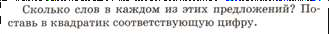 Сколько слов в каждом из этих предложений? По-
ставь в квадратик соответствующую цифру.